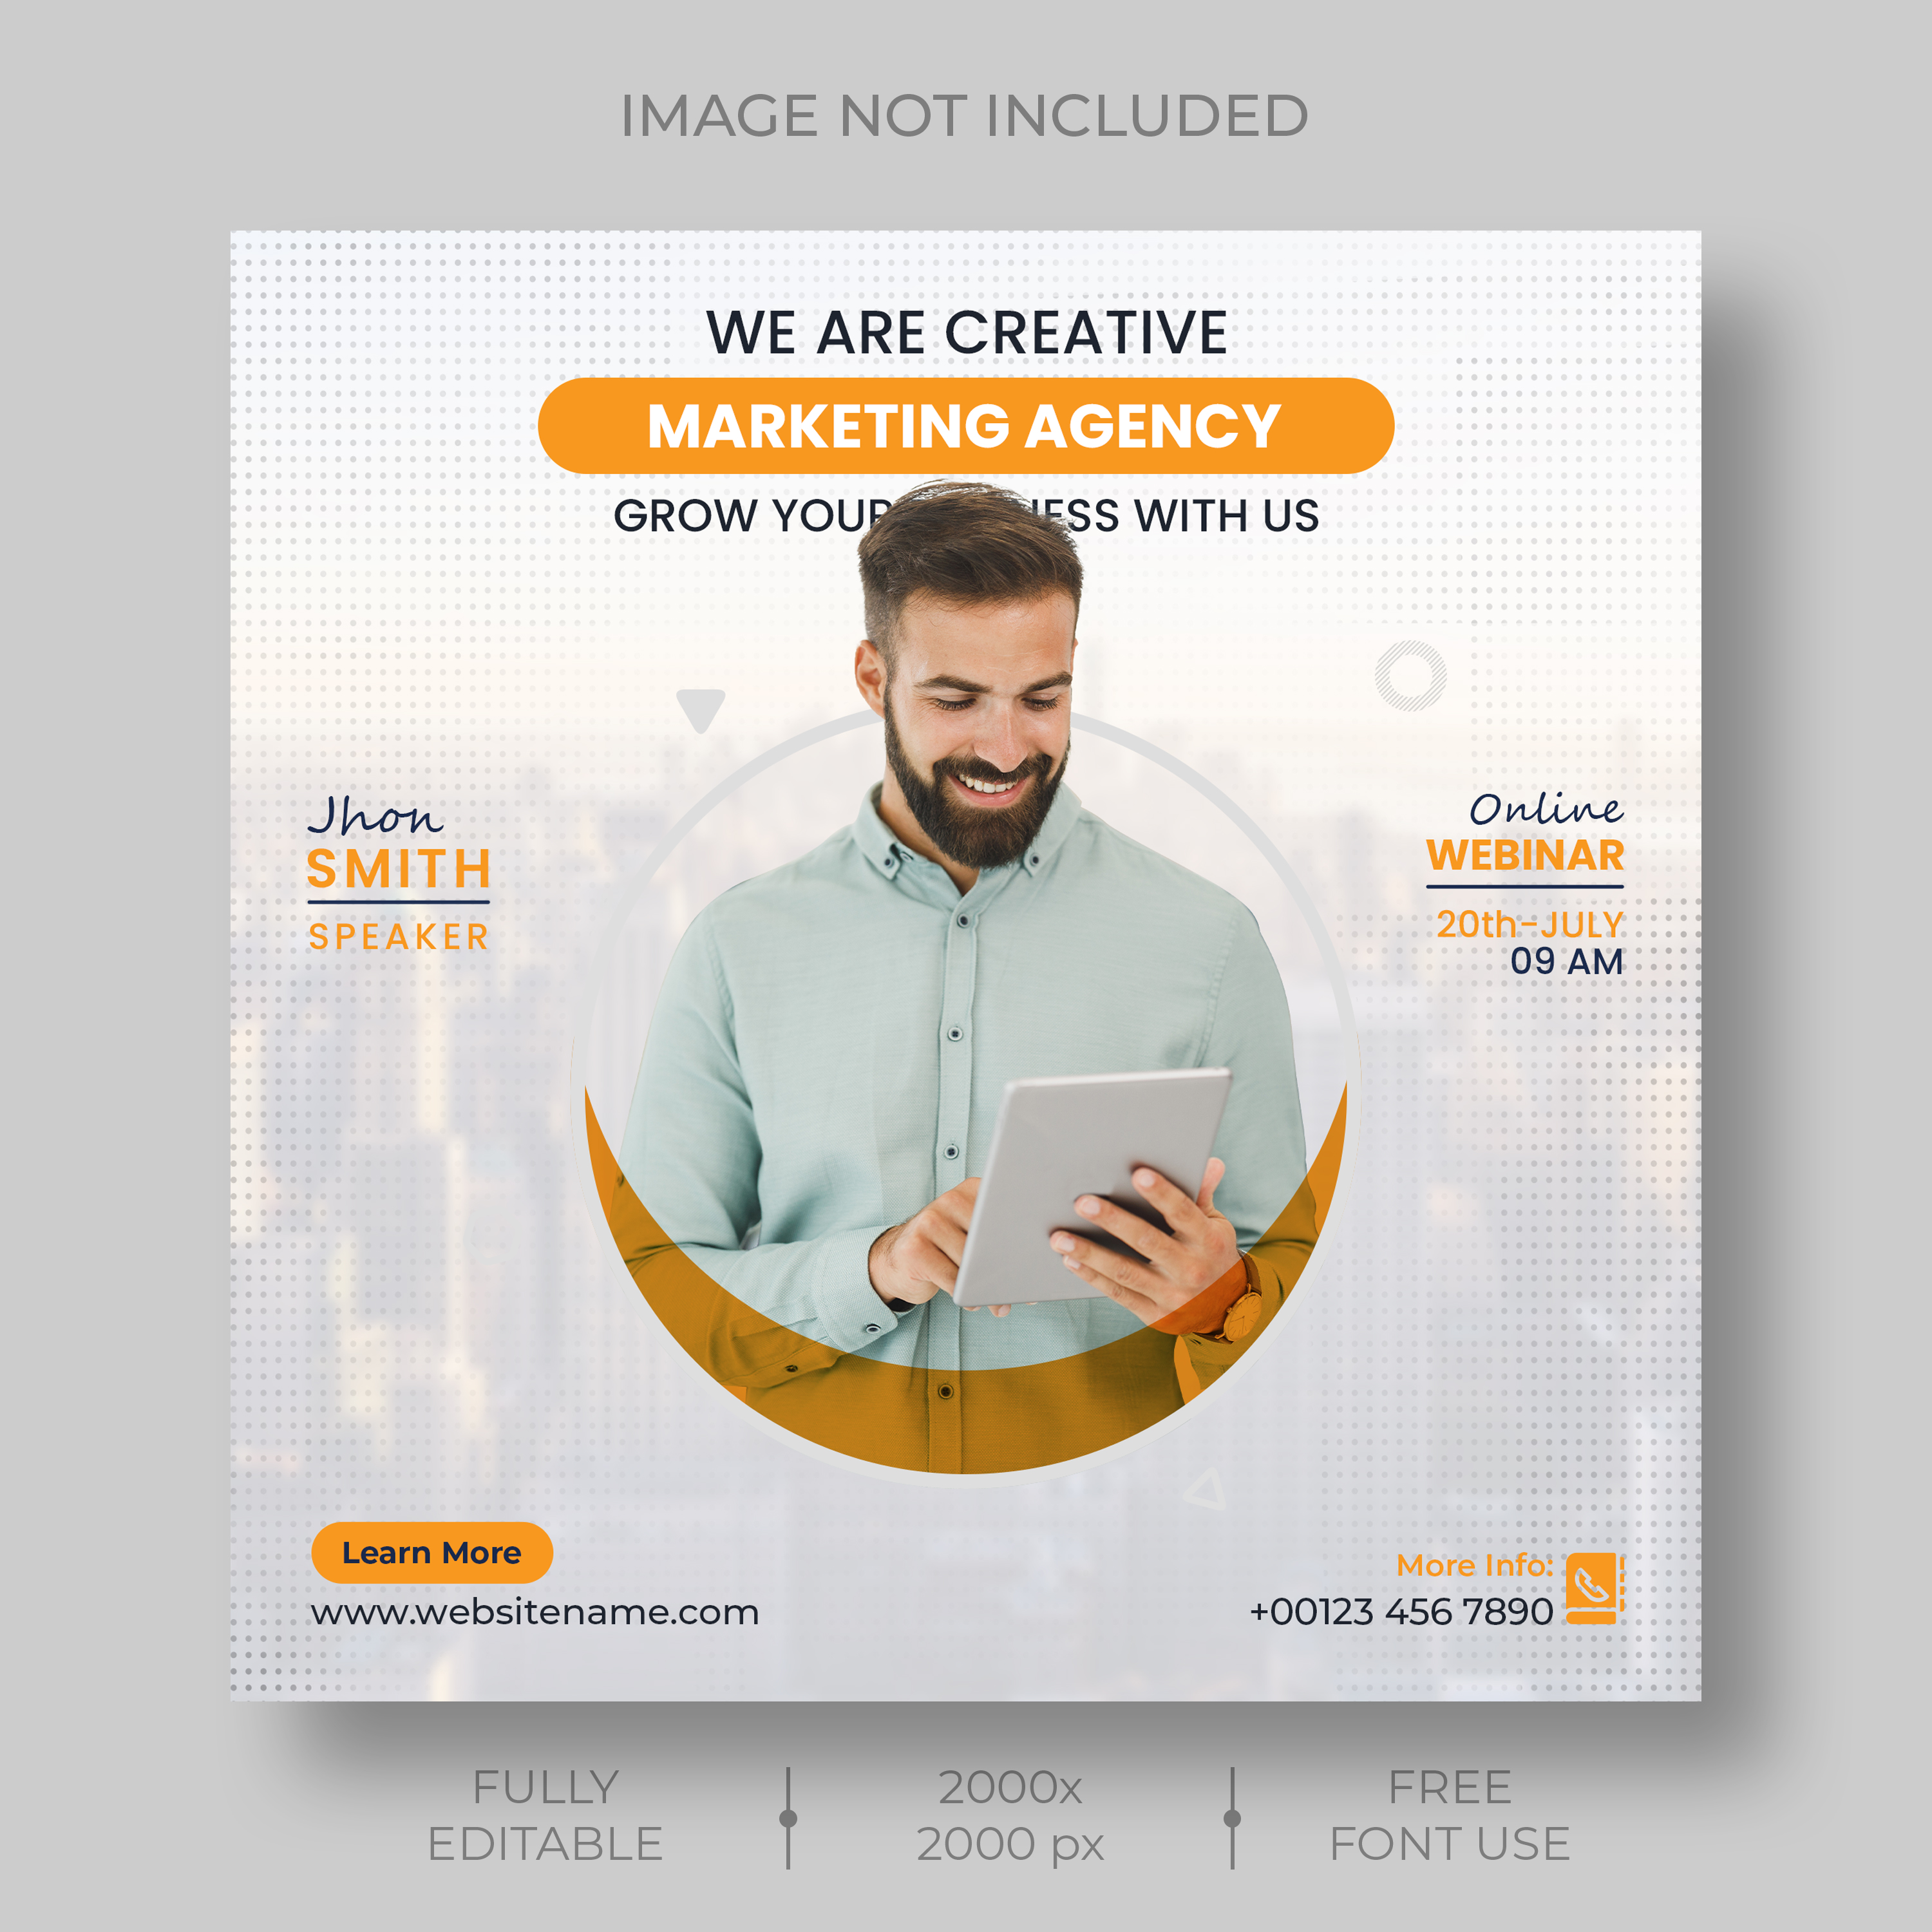 IMAGE NOT INCLUDED
WE ARE CREATIVE
MARKETING AGENCY
GROW YOUR WITH US
Jhon
SMITH
SPEAKER
Online
WEBINAR
20th-JULY
09 AM
Learn More
www.websitename.com
More Info:
+00123 456 7890
FULLY
EDITABLE
2000x
2000 px
FREE
FONT USE